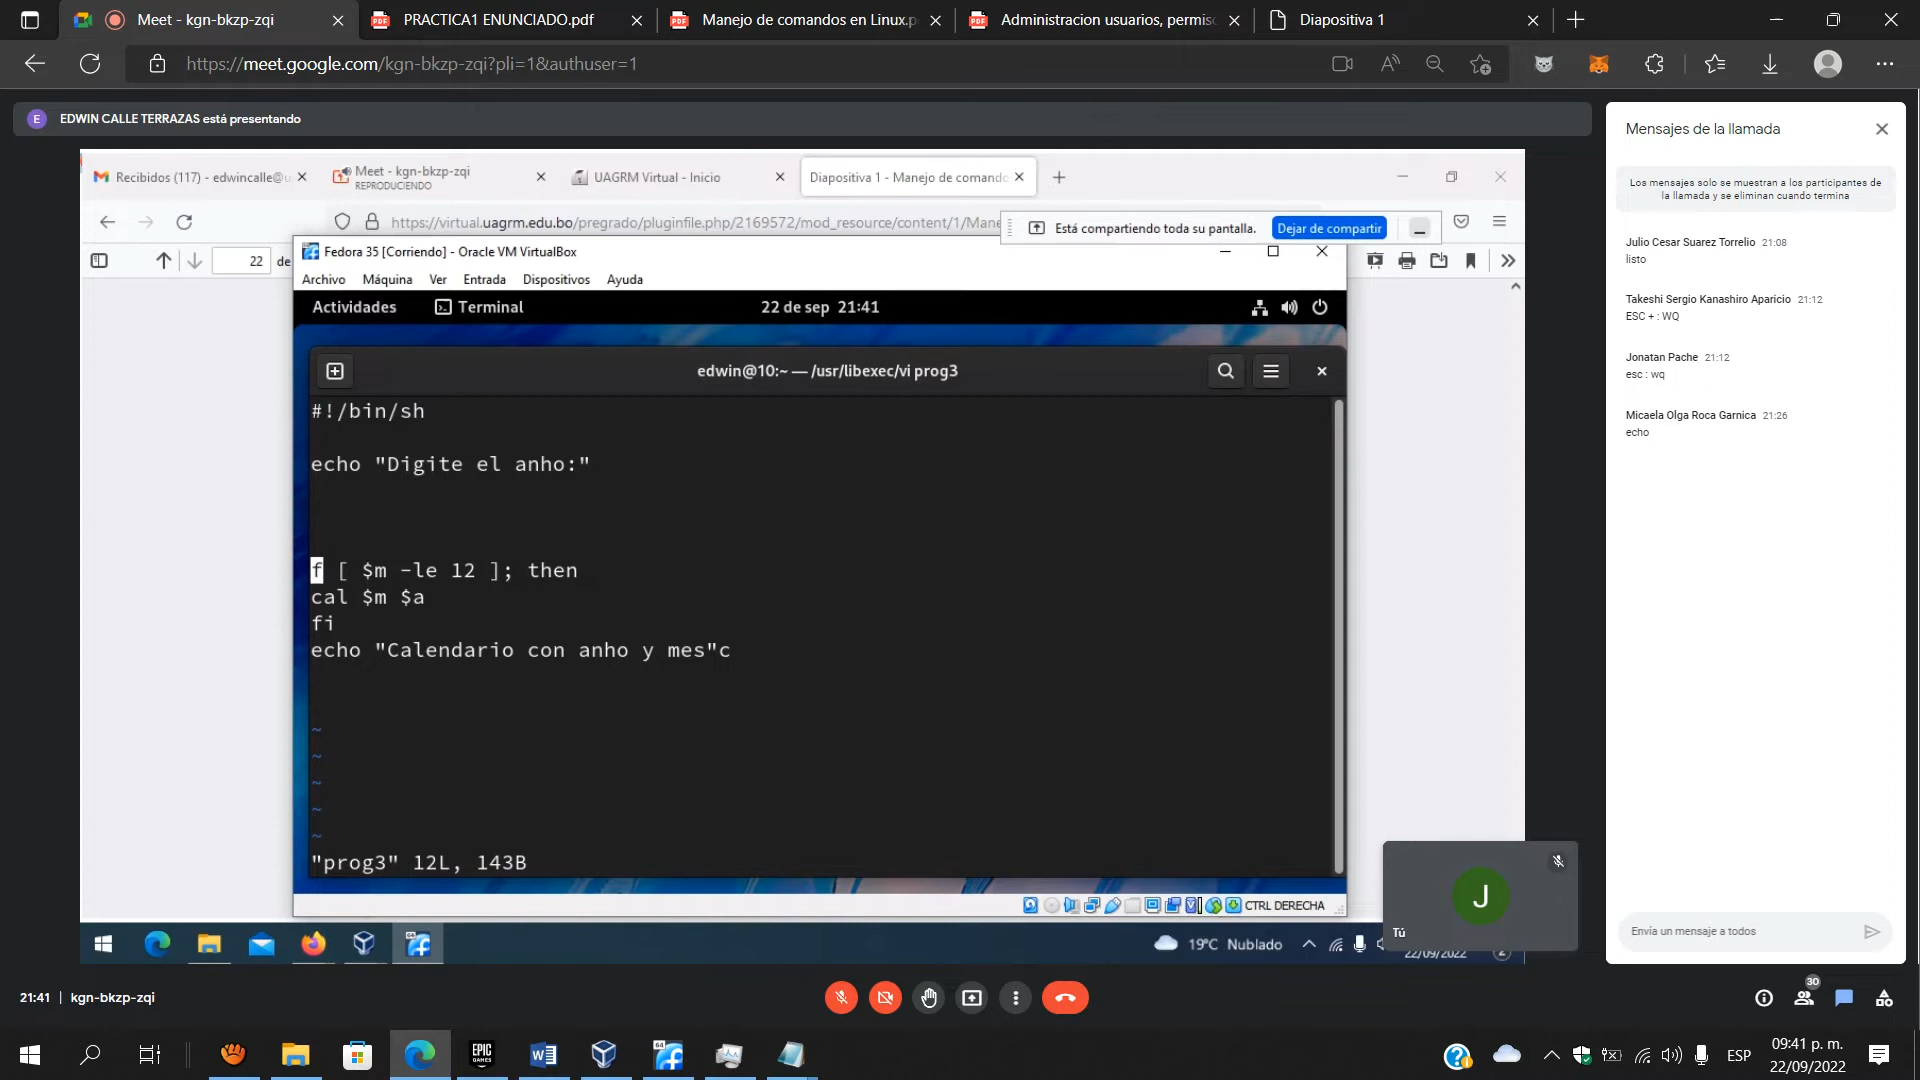 Meet - kgn-bkzp-zqi
PRACTICA1 ENUNCIADO.pdf
Manejo de comandos en Linux.p
Administracion usuarios, permiso
Diapositiva 1
https://meet.google.com/kgn-bkzp-zqi?pli=1&authuser=1
E EDWIN CALLE TERRAZAS está presentando
Recibidos (117) - edwincalle@u
Meet - kgn-bkzp-zqi
REPRODUCIENDO
UAGRM Virtual - Inicio
Diapositiva 1 - Manejo de comando
https://virtual.uagrm.edu.bo/pregrado/pluginfile.php/2169572/mod_resource/content/1/Mane
Está compartiendo toda su pantalla.
Dejar de compartir
22 de
Fedora 35 [Corriendo] - Oracle VM VirtualBox
Archivo Máquina Ver Entrada Dispositivos Ayuda
Actividades Terminal 22 de sep 21:41
edwin@10:~ — /usr/libexec/vi prog3
#!/bin/sh
echo "Digite el anho:"
f [ $m -le 12 ]; then
cal $m $a
fi
echo "Calendario con anho y mes"c
~
~
~
~
~
"prog3" 12L, 143B
CTRL DERECHA
19°C Nublado
22/09/2022
2
J
Tú
Mensajes de la llamada
Los mensajes solo se muestran a los participantes de
la llamada y se eliminan cuando termina
Julio Cesar Suarez Torrelio 21:08
listo
Takeshi Sergio Kanashiro Aparicio 21:12
ESC + : WQ
Jonatan Pache 21:12
esc : wq
Micaela Olga Roca Garnica 21:26
echo
Envía un mensaje a todos
21:41 | kgn-bkzp-zqi
30
EPIC
GAMES
64
ESP
09:41 p. m.
22/09/2022